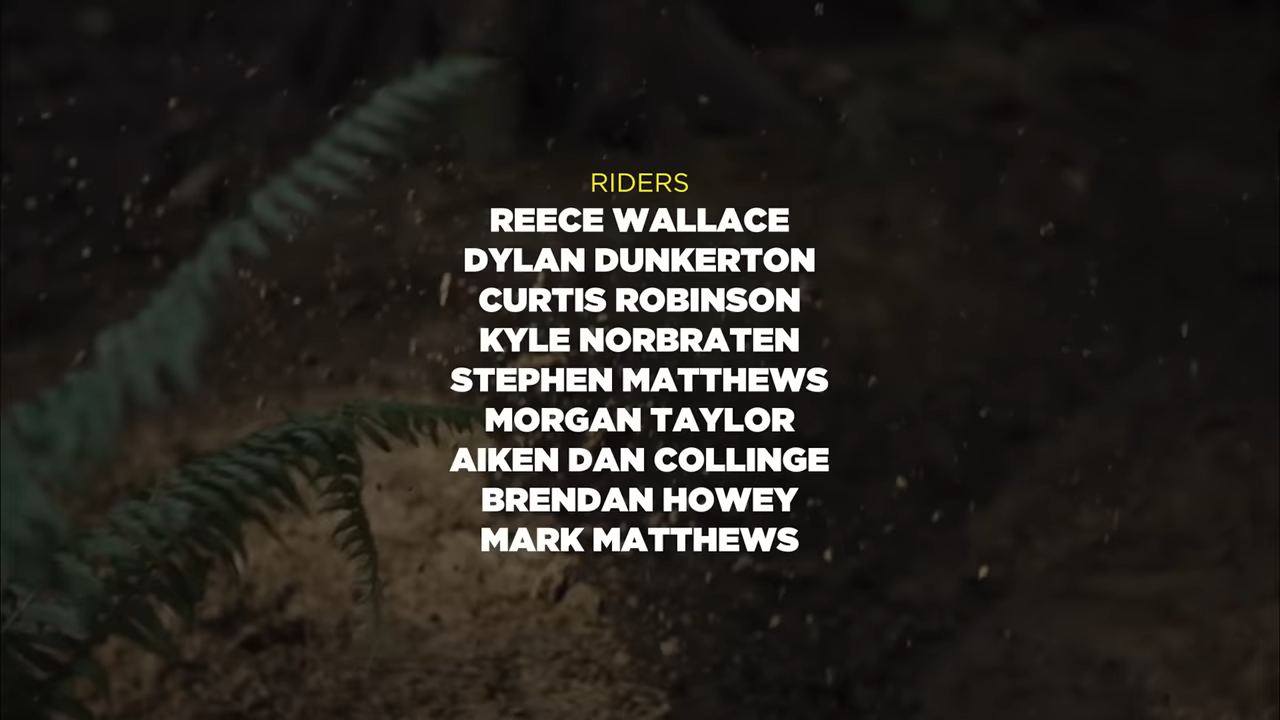 RIDERS
REECE WALLACE
DYLAN DUNKERTON
CURTIS ROBINSON
KYLE NORBRATEN
STEPHEN MATTHEWS
MORGAN TAYLOR
AIKEN DAN COLLINGE
BRENDAN HOWEY
MARK MATTHEWS